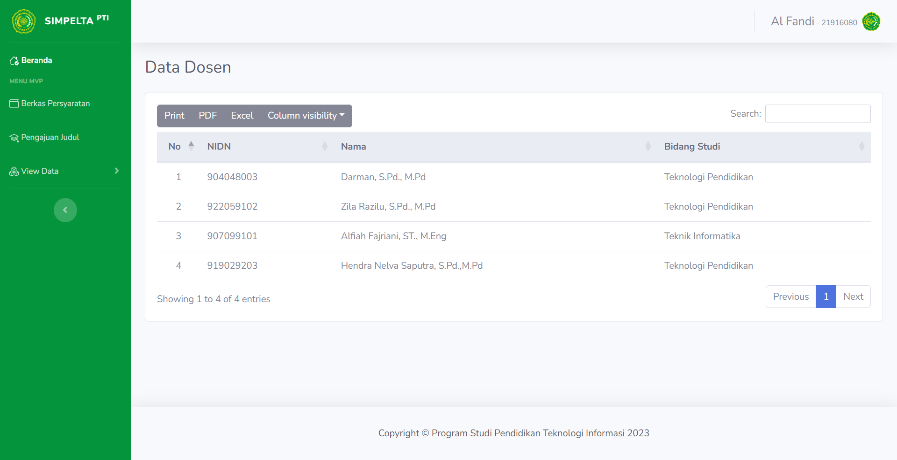 SIMPELTA PTI
Al Fandi - 21916080
Beranda
MENU MVP
Berkas Persyaratan
Pengajuan Judul
View Data
Data Dosen
Print PDF Excel Column visibility
Search:
No NIDN Nama Bidang Studi
1 904048003 Darman, S.Pd., M.Pd Teknologi Pendidikan
2 922059102 Zila Razilu, S.Pd., M.Pd Teknologi Pendidikan
3 907099101 Alfiah Fajriani, ST., M.Eng Teknik Informatika
4 919029203 Hendra Nelva Saputra, S.Pd.,M.Pd Teknologi Pendidikan
Showing 1 to 4 of 4 entries
Previous 1 Next
Copyright © Program Studi Pendidikan Teknologi Informasi 2023